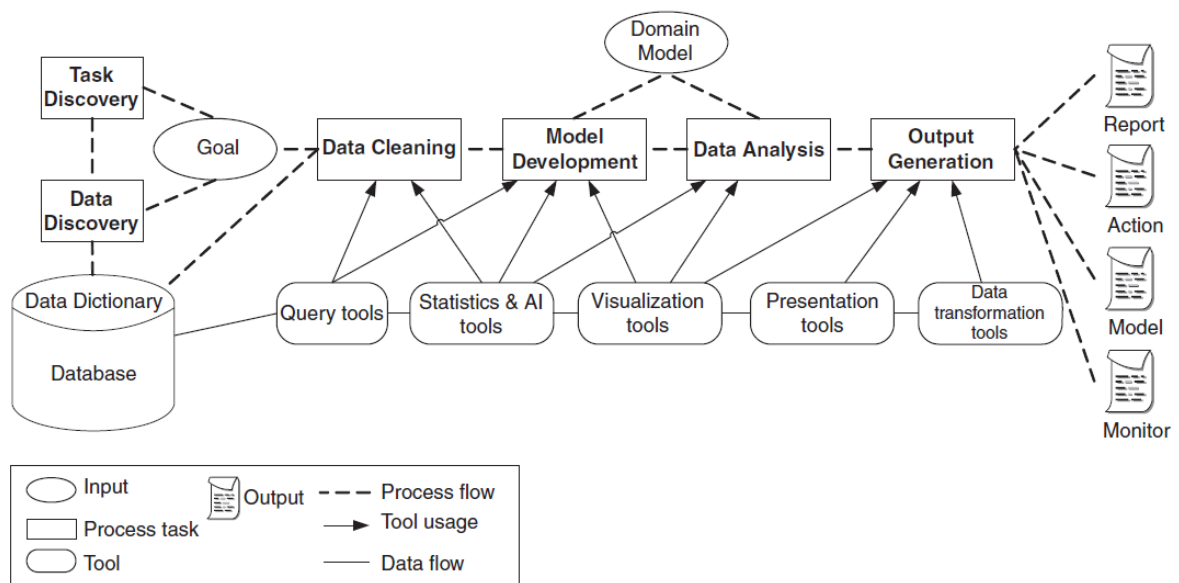 Domain
Model
Task
Discovery
Goal
Data Cleaning
Model
Development
Data Analysis
Output
Generation
Report
Data
Discovery
Action
Data Dictionary
Database
Query tools
Statistics & AI
tools
Visualization
tools
Presentation
tools
Data
transformation
tools
Model
Monitor
Input
Output
Process flow
Process task
Tool usage
Tool
Data flow